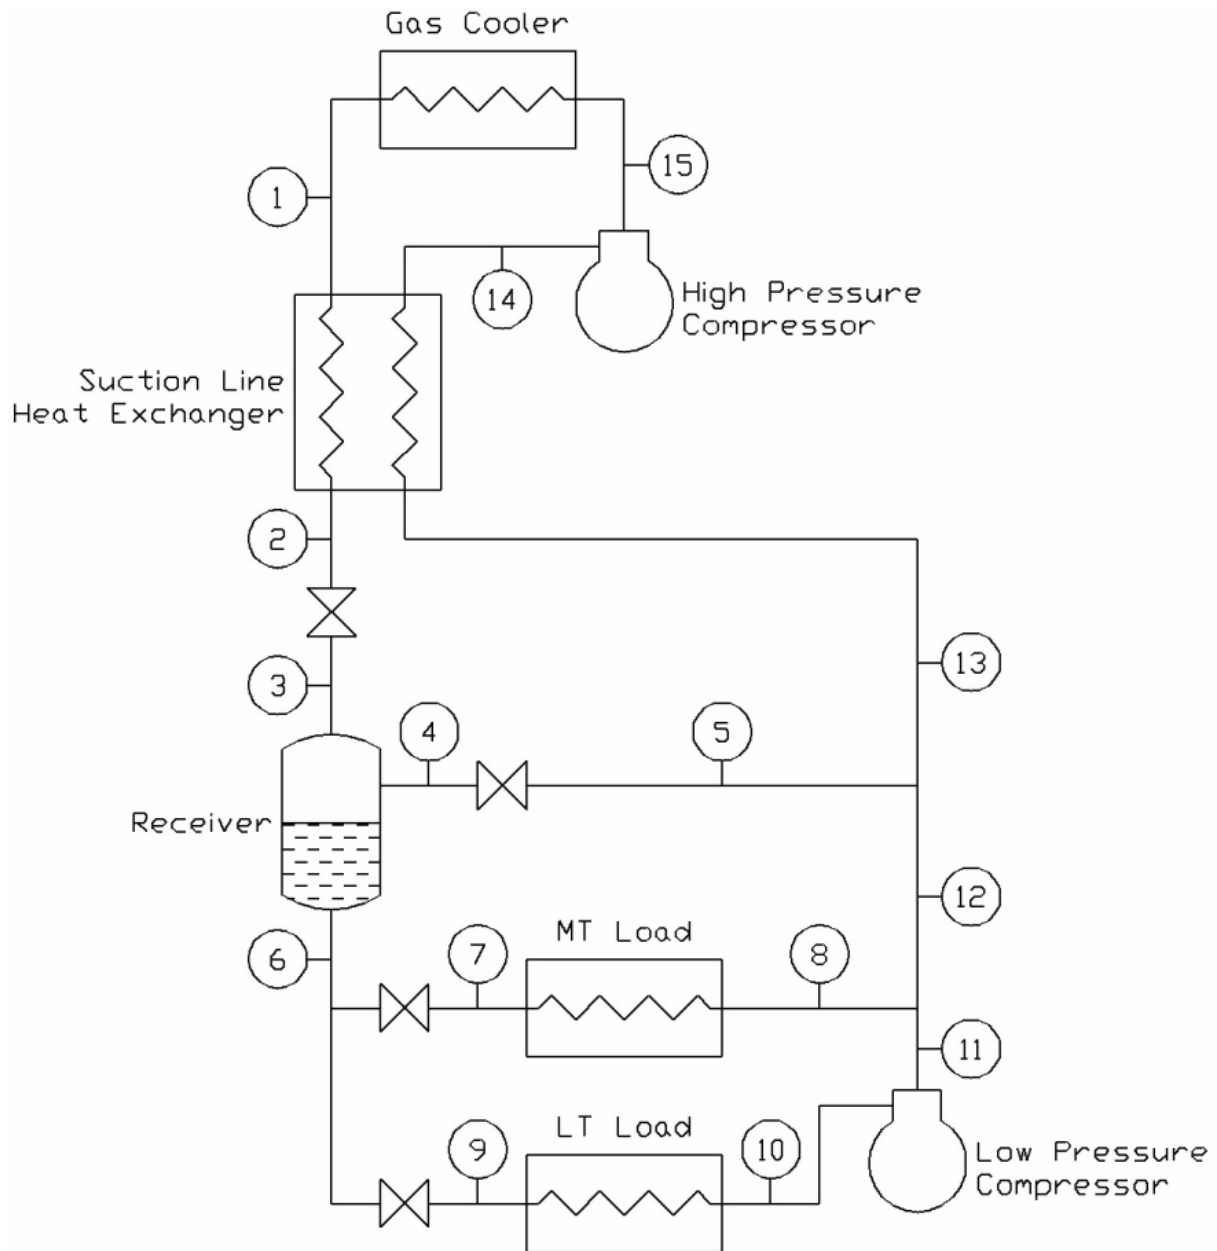 Gas Cooler
15
1
14
High Pressure
Compressor
Suction Line
Heat Exchanger
2
13
3
4
5
Receiver
12
MT Load
6
7
8
11
LT Load
9
10
Low Pressure
Compressor